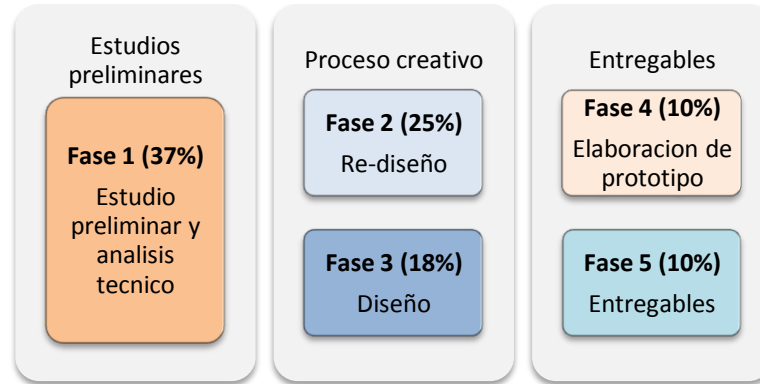 Estudios
preliminares
Fase 1 (37%)
Estudio
preliminar y
analisis
tecnico
Proceso creativo
Fase 2 (25%)
Re-diseño
Fase 3 (18%)
Diseño
Entregables
Fase 4 (10%)
Elaboracion de
prototipo
Fase 5 (10%)
Entregables